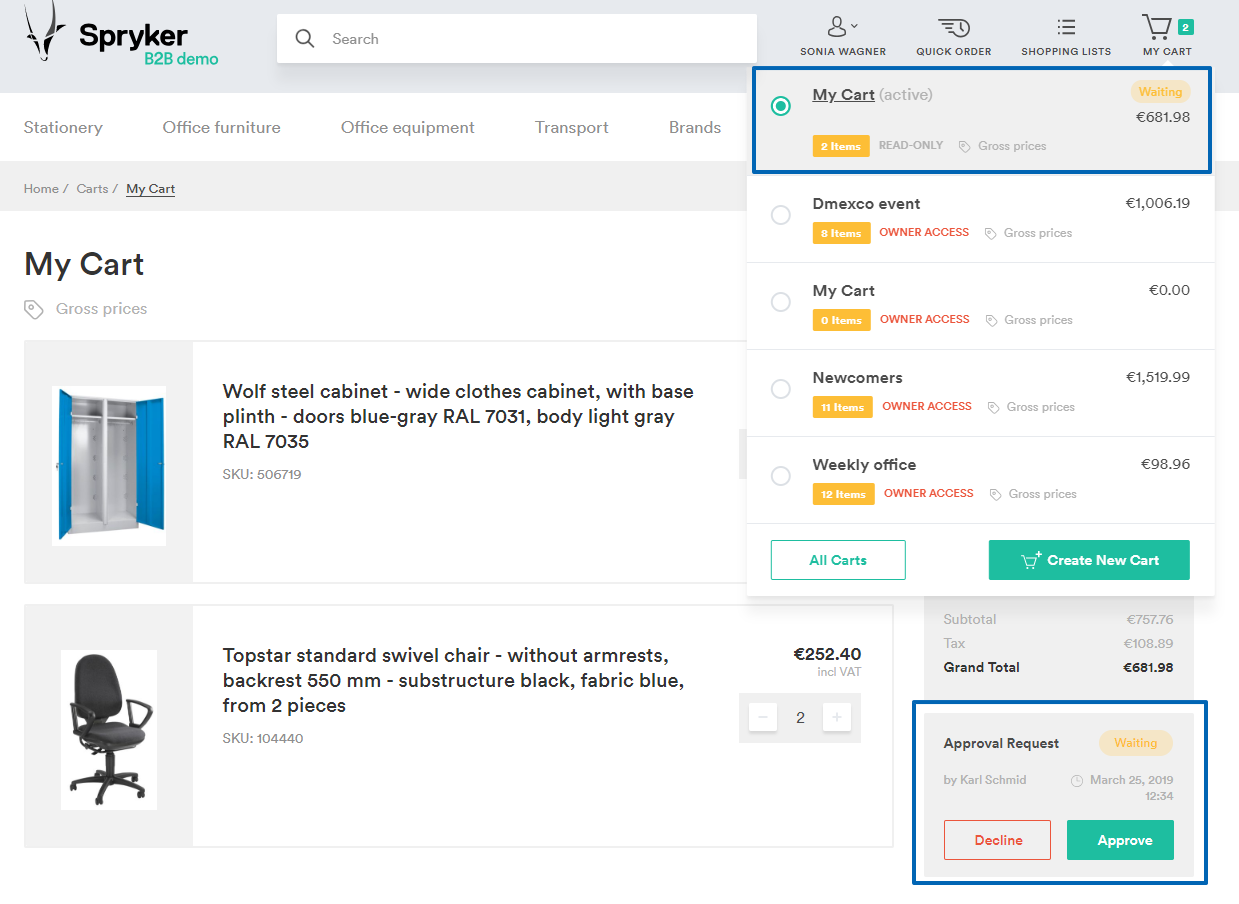 Spryker
B2B demo
Search
SONIA WAGNER
QUICK ORDER
SHOPPING LISTS
2
MY CART
Stationery
Office furniture
Office equipment
Transport
Brands
Home /
Carts /
My Cart
My Cart (active)
Waiting
€681.98
2 Items
READ-ONLY
Gross prices
Dmexco event
€1,006.19
8 Items
OWNER ACCESS
Gross prices
My Cart
€0.00
0 Items
OWNER ACCESS
Gross prices
Newcomers
€1,519.99
11 Items
OWNER ACCESS
Gross prices
Weekly office
€98.96
12 Items
OWNER ACCESS
Gross prices
All Carts
Create New Cart
My Cart
Gross prices
Wolf steel cabinet - wide clothes cabinet, with base
plinth - doors blue-gray RAL 7031, body light gray
RAL 7035
SKU: 506719
Topstar standard swivel chair - without armrests,
backrest 550 mm - substructure black, fabric blue,
from 2 pieces
SKU: 104440
€252.40
incl VAT
2
Subtotal
€757.76
Tax
€108.89
Grand Total
€681.98
Approval Request
Waiting
by Karl Schmid
March 25, 2019
12:34
Decline
Approve